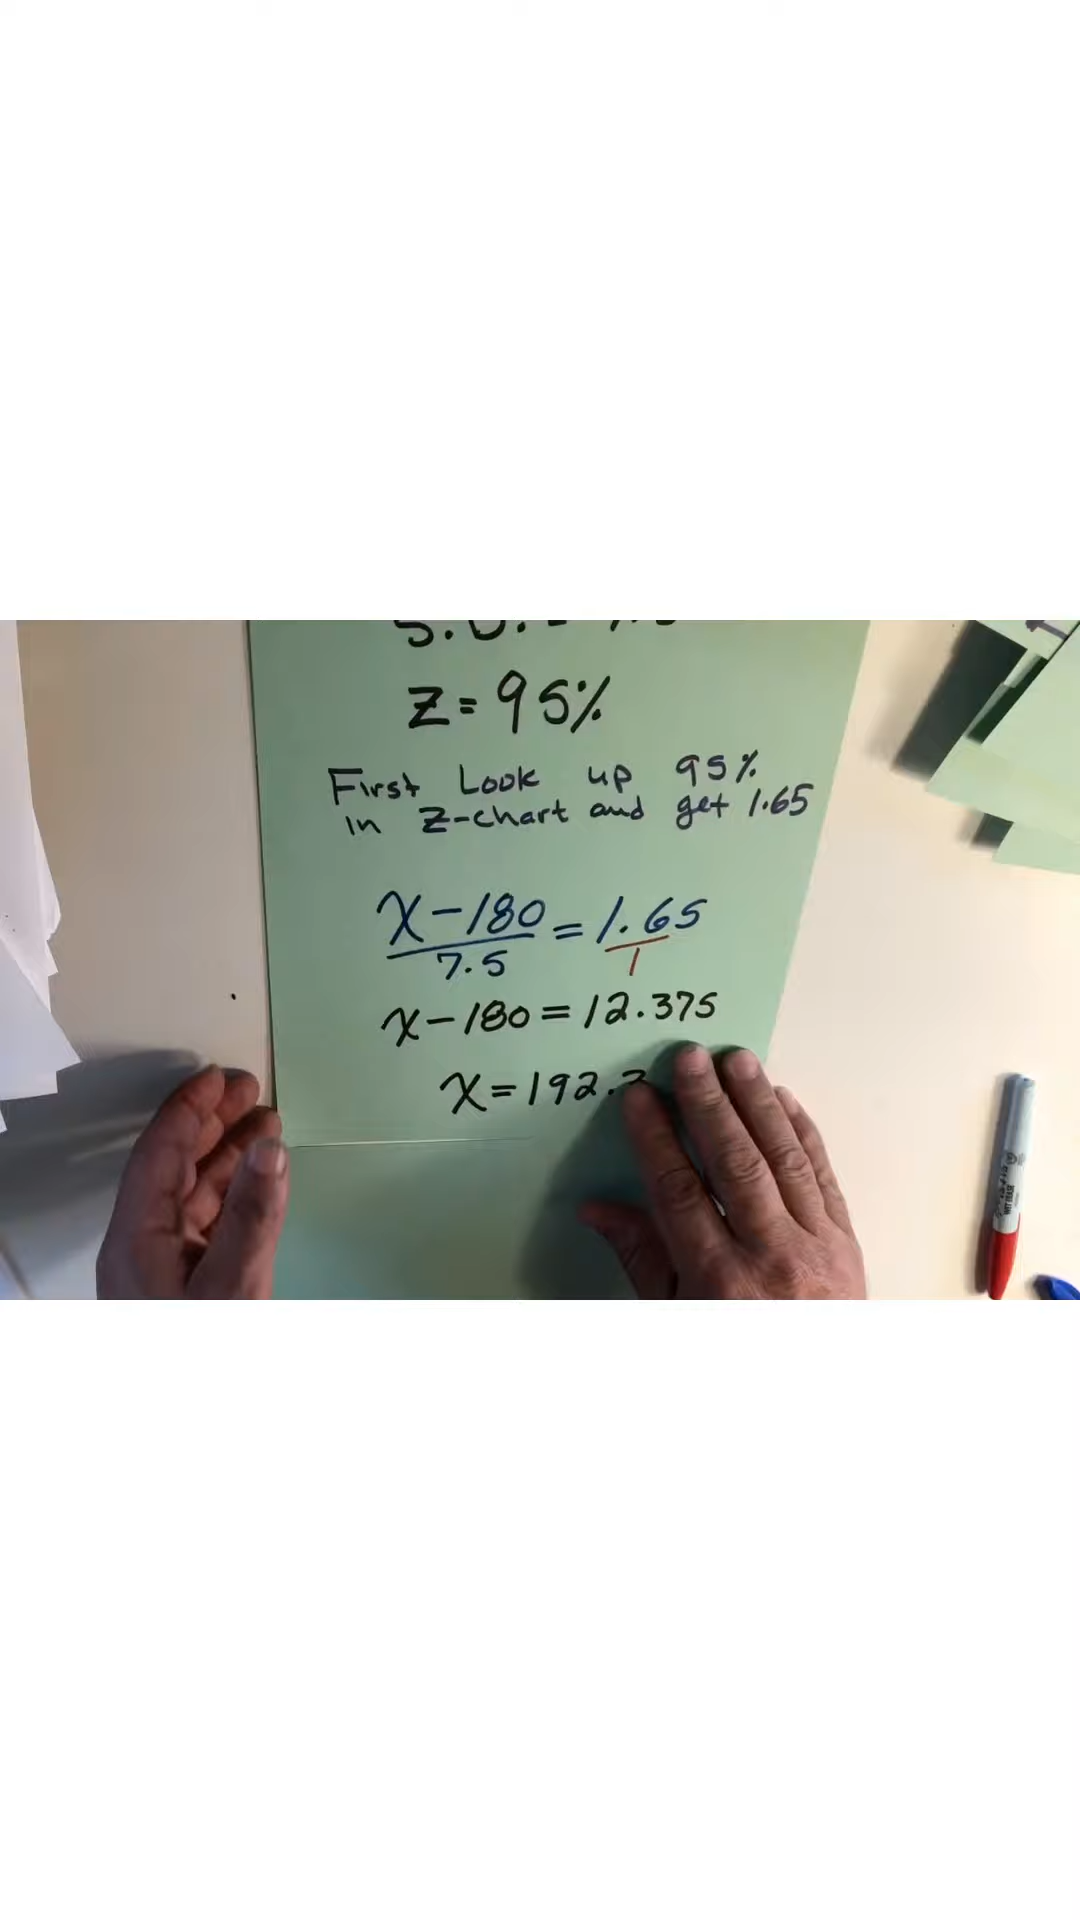 Z = 95%
First Look up 95%
in Z-chart and get 1.65
x - 180 = 1.65
7.5 1
x - 180 = 12.375
x = 192.3